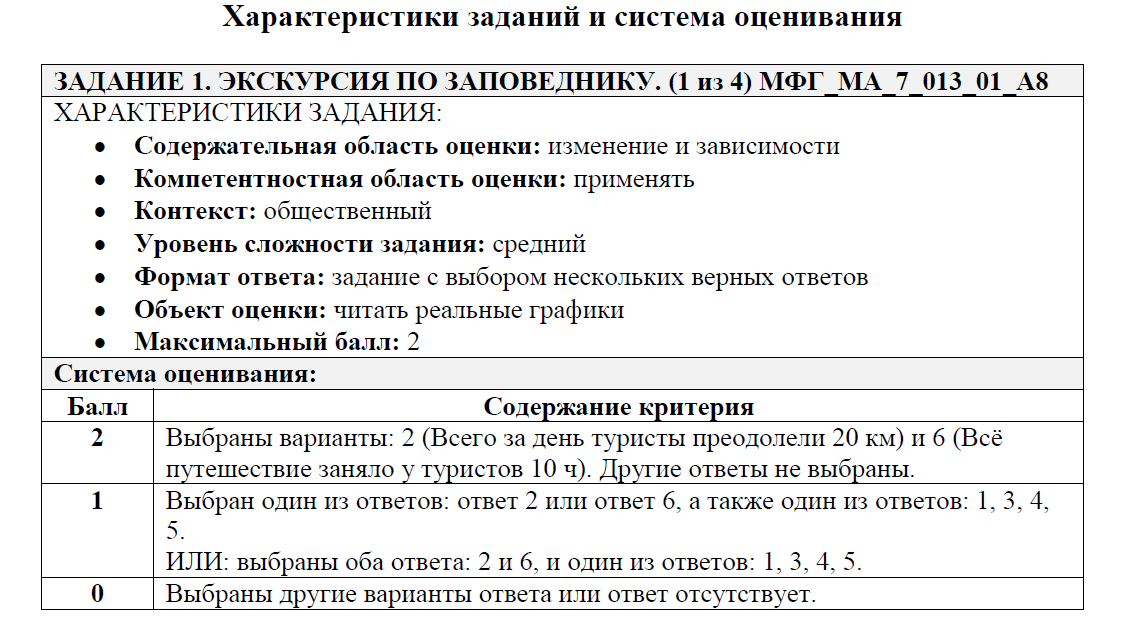 Характеристики заданий и система оценивания
ЗАДАНИЕ 1. ЭКСКУРСИЯ ПО ЗАПОВЕДНИКУ. (1 из 4) МФГ_МА_7_013_01_А8
ХАРАКТЕРИСТИКИ ЗАДАНИЯ:
• Содержательная область оценки: изменение и зависимости
• Компетентностная область оценки: применять
• Контекст: общественный
• Уровень сложности задания: средний
• Формат ответа: задание с выбором нескольких верных ответов
• Объект оценки: читать реальные графики
• Максимальный балл: 2
Система оценивания:
Балл Содержание критерия
2 Выбраны варианты: 2 (Всего за день туристы преодолели 20 км) и 6 (Всё
путешествие заняло у туристов 10 ч). Другие ответы не выбраны.
1 Выбран один из ответов: ответ 2 или ответ 6, а также один из ответов: 1, 3, 4,
5.
ИЛИ: выбраны оба ответа: 2 и 6, и один из ответов: 1, 3, 4, 5.
0 Выбраны другие варианты ответа или ответ отсутствует.